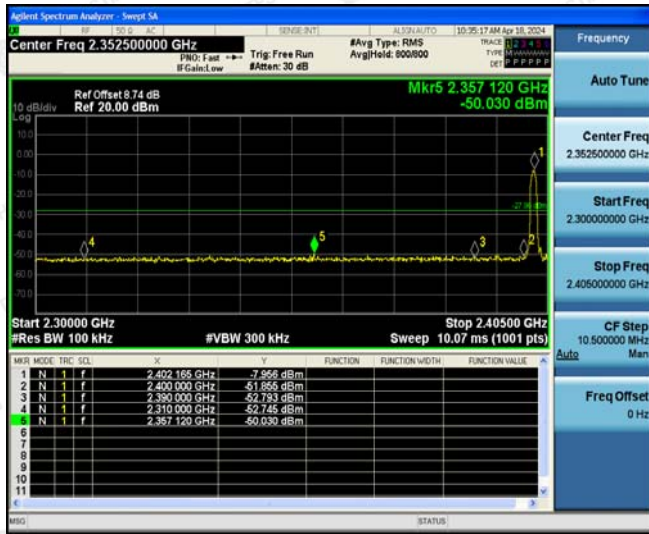 Agilent Spectrum Analyzer - Swept SA
RF 50 Ω AC SENSE:INT ALIGN AUTO 10:35:17 AM Apr 18, 2024
Center Freq 2.352500000 GHz
PNO: Fast
IFGain:Low
Trig: Free Run
#Atten: 30 dB
#Avg Type: RMS
Avg|Hold: 800/800
TRACE 1 2 3 4 5 6
TYPE
DET P P P P P P
Frequency
Auto Tune
Center Freq
2.352500000 GHz
Start Freq
2.300000000 GHz
Stop Freq
2.405000000 GHz
CF Step
10.500000 MHz
Auto Man
Freq Offset
0 Hz
Mkr5 2.357 120 GHz
-50.030 dBm
Ref Offset 8.74 dB
10 dB/div Ref 20.00 dBm
Log
10.0
0.00
-10.0
-20.0
-30.0
-40.0
-50.0
-60.0
-70.0
1
2
3
4
5
Start 2.30000 GHz Stop 2.40500 GHz
#Res BW 100 kHz #VBW 300 kHz Sweep 10.07 ms (1001 pts)
MKR MODE TRC SCL X Y FUNCTION FUNCTION WIDTH FUNCTION VALUE
1 N 1 f 2.402 165 GHz -7.956 dBm
2 N 1 f 2.400 000 GHz -51.855 dBm
3 N 1 f 2.390 000 GHz -52.793 dBm
4 N 1 f 2.310 000 GHz -52.745 dBm
5 N 1 f 2.357 120 GHz -50.030 dBm
6
7
8
9
10
11
MSG STATUS